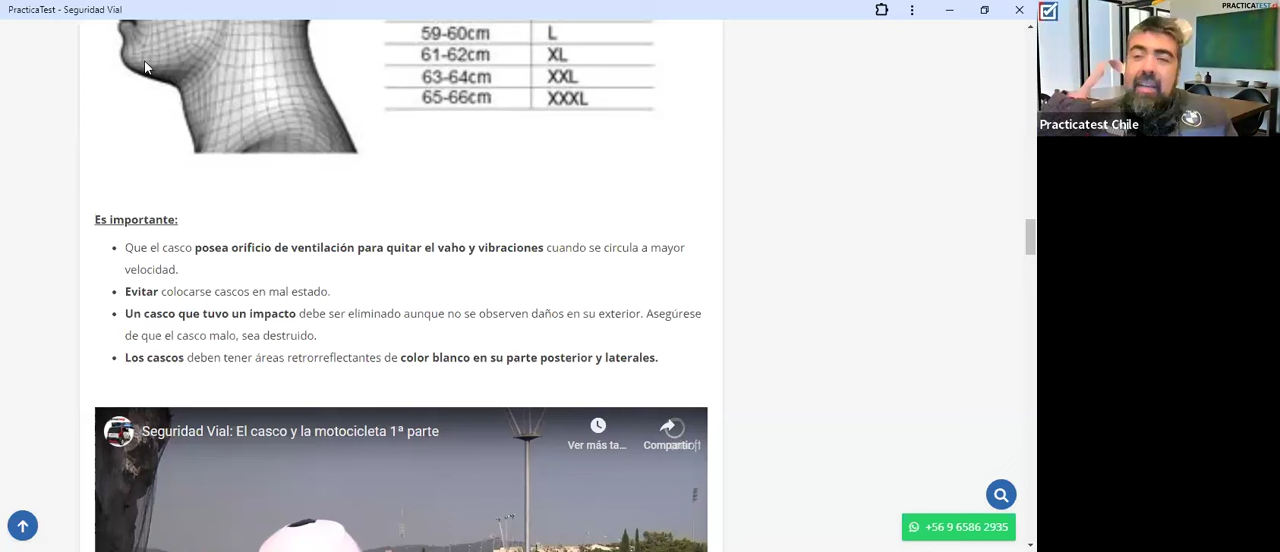 PracticaTest - Seguridad Vial
PRACTICATEST
59-60cm L
61-62cm XL
63-64cm XXL
65-66cm XXXL
Practicatest Chile
Es importante:
Que el casco posea orificio de ventilación para quitar el vaho y vibraciones cuando se circula a mayor
velocidad.
Evitar colocarse cascos en mal estado.
Un casco que tuvo un impacto debe ser eliminado aunque no se observen daños en su exterior. Asegúrese
de que el casco malo, sea destruido.
Los cascos deben tener áreas retrorreflectantes de color blanco en su parte posterior y laterales.
Seguridad Vial: El casco y la motocicleta 1ª parte
Ver más ta...
Compartir
+56 9 6586 2935